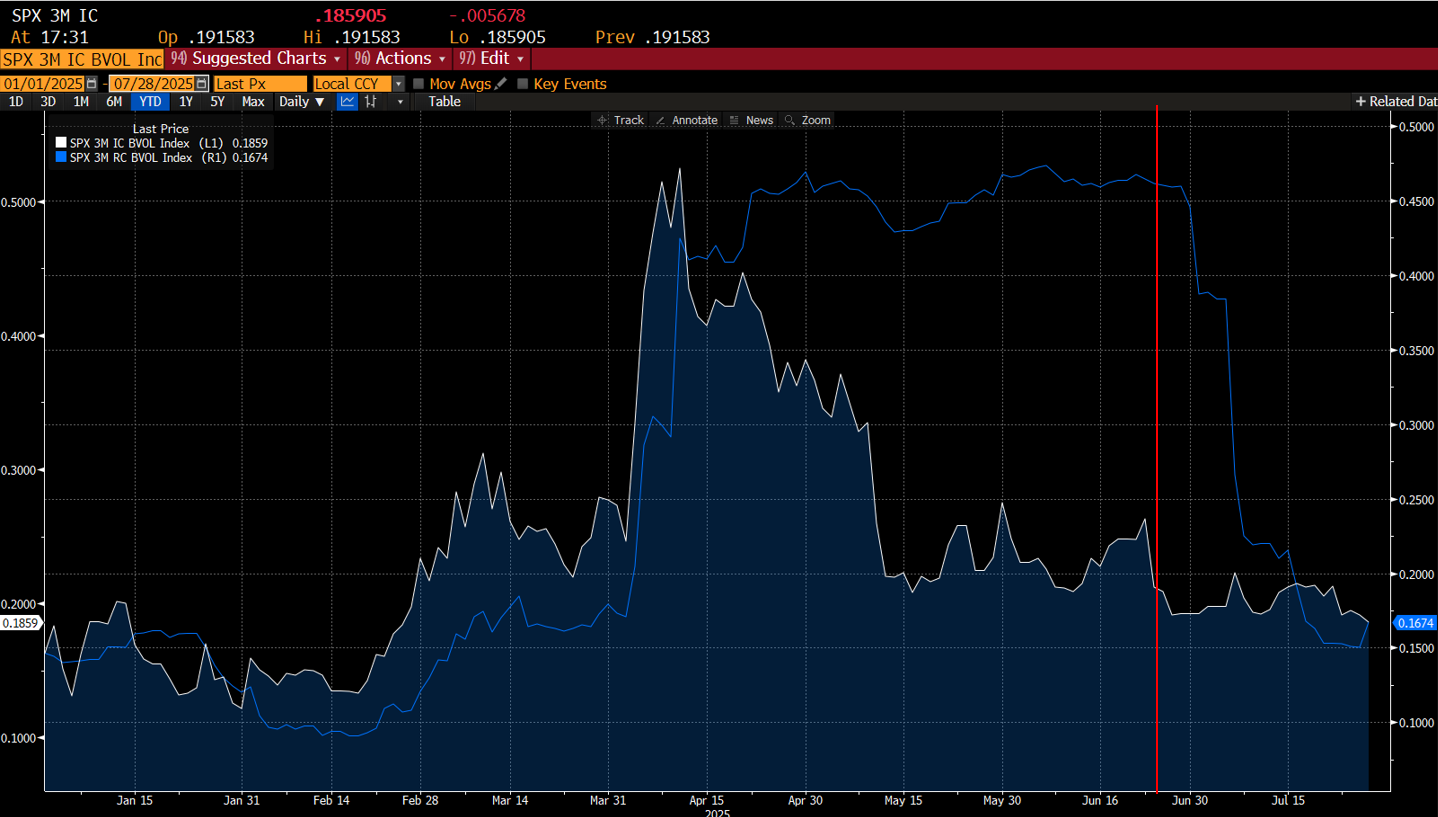 SPX 3M IC .185905 -.005678
At 17:31 Op .191583 Hi .191583 Lo .185905 Prev .191583
SPX 3M IC BVOL Inc 94) Suggested Charts ▾ 96) Actions ▾ 97) Edit ▾
01/01/2025 - 07/28/2025 Last Px Local CCY Mov Avgs Key Events
1D 3D 1M 6M YTD 1Y 5Y Max Daily ▼ Table + Related Dat
Track Annotate News Zoom
Last Price
SPX 3M IC BVOL Index (L1) 0.1859
SPX 3M RC BVOL Index (R1) 0.1674
0.5000
0.4000
0.3000
0.2000
0.1859
0.1000
0.5000
0.4500
0.4000
0.3500
0.3000
0.2500
0.2000
0.1674
0.1500
0.1000
Jan 15 Jan 31 Feb 14 Feb 28 Mar 14 Mar 31 Apr 15 Apr 30 May 15 May 30 Jun 16 Jun 30 Jul 15
2025